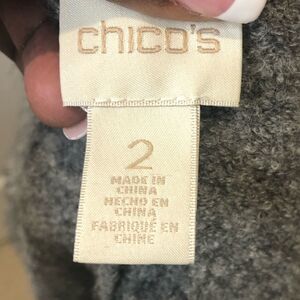 chico's
2
MADE IN
CHINA
HECHO EN
CHINA
FABRIQUÉ EN
CHINE